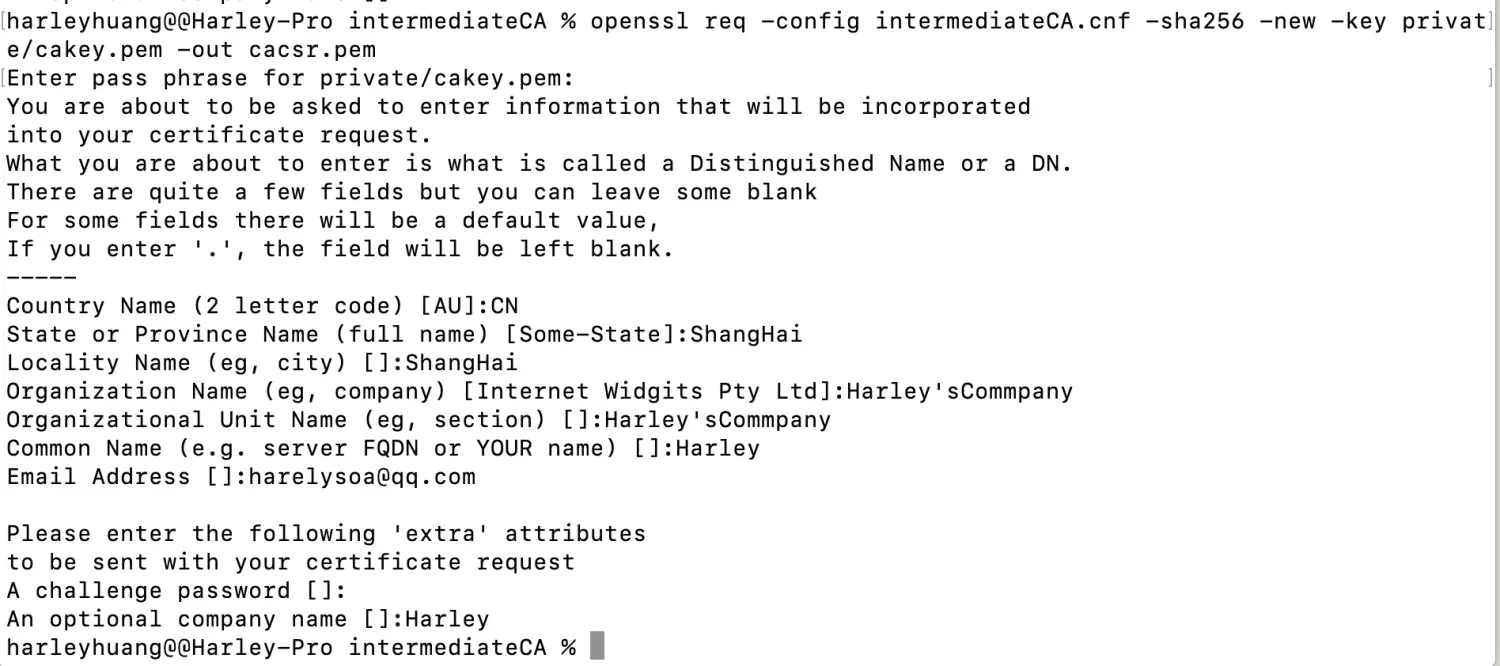 harleyhuang@@Harley-Pro intermediateCA % openssl req -config intermediateCA.cnf -sha256 -new -key privat
e/cakey.pem -out cacsr.pem
Enter pass phrase for private/cakey.pem:
You are about to be asked to enter information that will be incorporated
into your certificate request.
What you are about to enter is what is called a Distinguished Name or a DN.
There are quite a few fields but you can leave some blank
For some fields there will be a default value,
If you enter '.', the field will be left blank.
-----
Country Name (2 letter code) [AU]:CN
State or Province Name (full name) [Some-State]:ShangHai
Locality Name (eg, city) []:ShangHai
Organization Name (eg, company) [Internet Widgits Pty Ltd]:Harley'sCommpany
Organizational Unit Name (eg, section) []:Harley'sCommpany
Common Name (e.g. server FQDN or YOUR name) []:Harley
Email Address []:harelysoa@qq.com
Please enter the following 'extra' attributes
to be sent with your certificate request
A challenge password []:
An optional company name []:Harley
harleyhuang@@Harley-Pro intermediateCA %